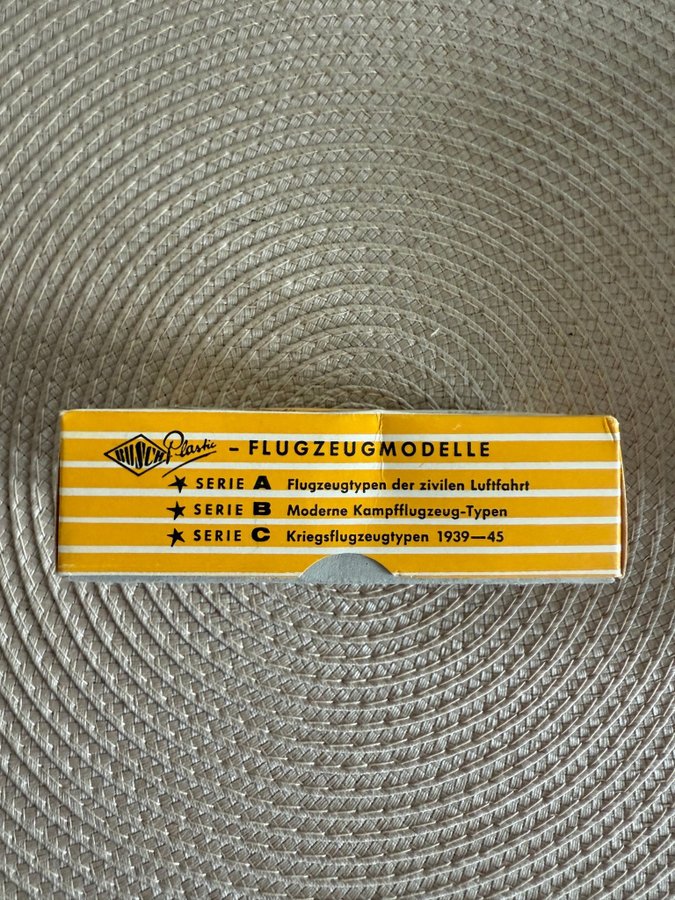 BUSCH Plastic – FLUGZEUGMODELLE
★ SERIE A Flugzeugtypen der zivilen Luftfahrt
★ SERIE B Moderne Kampfflugzeug-Typen
★ SERIE C Kriegsflugzeugtypen 1939—45